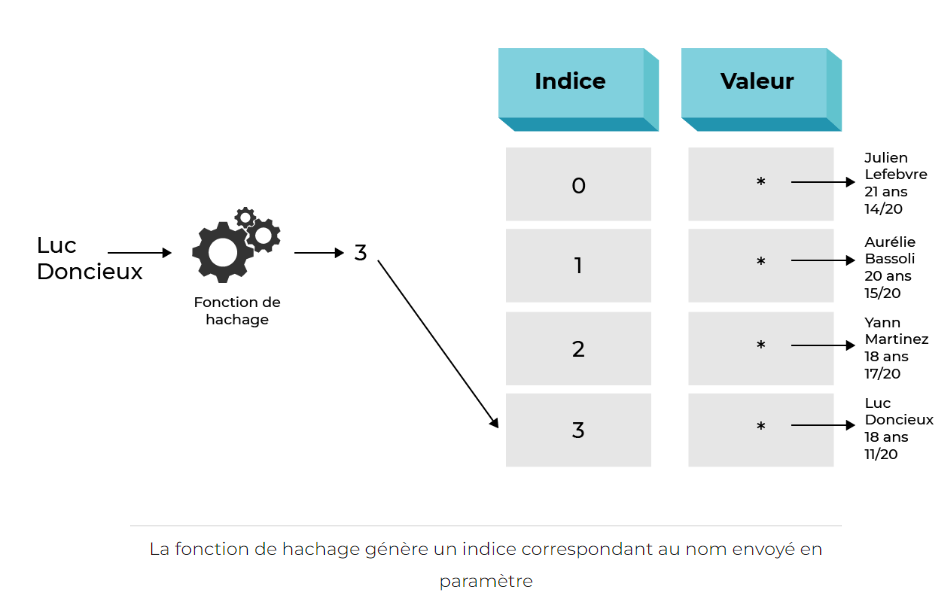 Indice
Valeur
0
*
Julien
Lefebvre
21 ans
14/20
Luc
Doncieux
Fonction de
hachage
3
1
*
Aurélie
Bassoli
20 ans
15/20
2
*
Yann
Martinez
18 ans
17/20
3
*
Luc
Doncieux
18 ans
11/20
La fonction de hachage génère un indice correspondant au nom envoyé en
paramètre